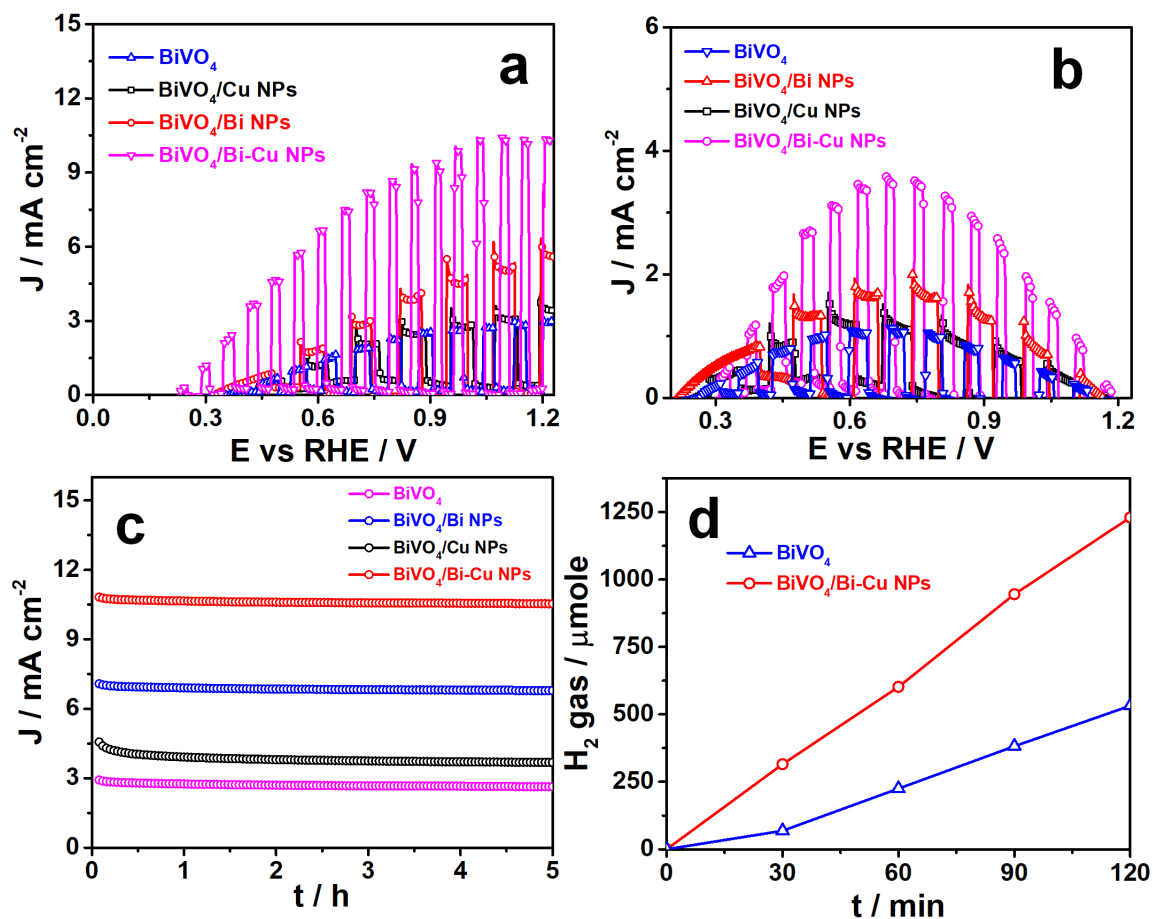 a
J / mA cm⁻²
15
12
9
6
3
0
BiVO₄
BiVO₄/Cu NPs
BiVO₄/Bi NPs
BiVO₄/Bi-Cu NPs
0.0 0.3 0.6 0.9 1.2
E vs RHE / V
b
J / mA cm⁻²
6
4
2
0
BiVO₄
BiVO₄/Bi NPs
BiVO₄/Cu NPs
BiVO₄/Bi-Cu NPs
0.3 0.6 0.9 1.2
E vs RHE / V
c
J / mA cm⁻²
15
12
9
6
3
0
BiVO₄
BiVO₄/Bi NPs
BiVO₄/Cu NPs
BiVO₄/Bi-Cu NPs
0 1 2 3 4 5
t / h
d
H₂ gas / μmole
1250
1000
750
500
250
0
BiVO₄
BiVO₄/Bi-Cu NPs
0 30 60 90 120
t / min